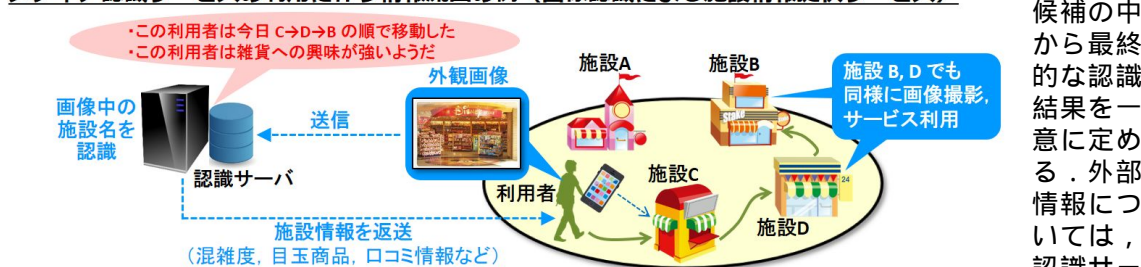 ・この利用者は今日 C→D→B の順で移動した
・この利用者は雑貨への興味が強いようだ
画像中の
施設名を
認識
認識サーバ
送信
外観画像
利用者
施設情報を返送
（混雑度, 目玉商品, 口コミ情報など）
施設A
施設B
施設C
施設D
施設 B, D でも
同様に画像撮影,
サービス利用
候補の中
から最終
的な認識
結果を一
意に定め
る．外部
情報につ
いては，